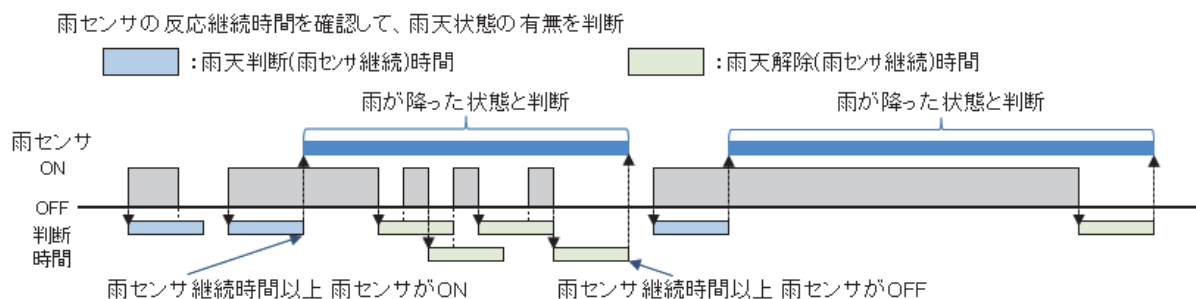 雨センサの反応継続時間を確認して、雨天状態の有無を判断
：雨天判断(雨センサ継続)時間
：雨天解除(雨センサ継続)時間
雨が降った状態と判断
雨が降った状態と判断
雨センサ
ON
OFF
判断
時間
雨センサ継続時間以上 雨センサがON
雨センサ継続時間以上 雨センサがOFF